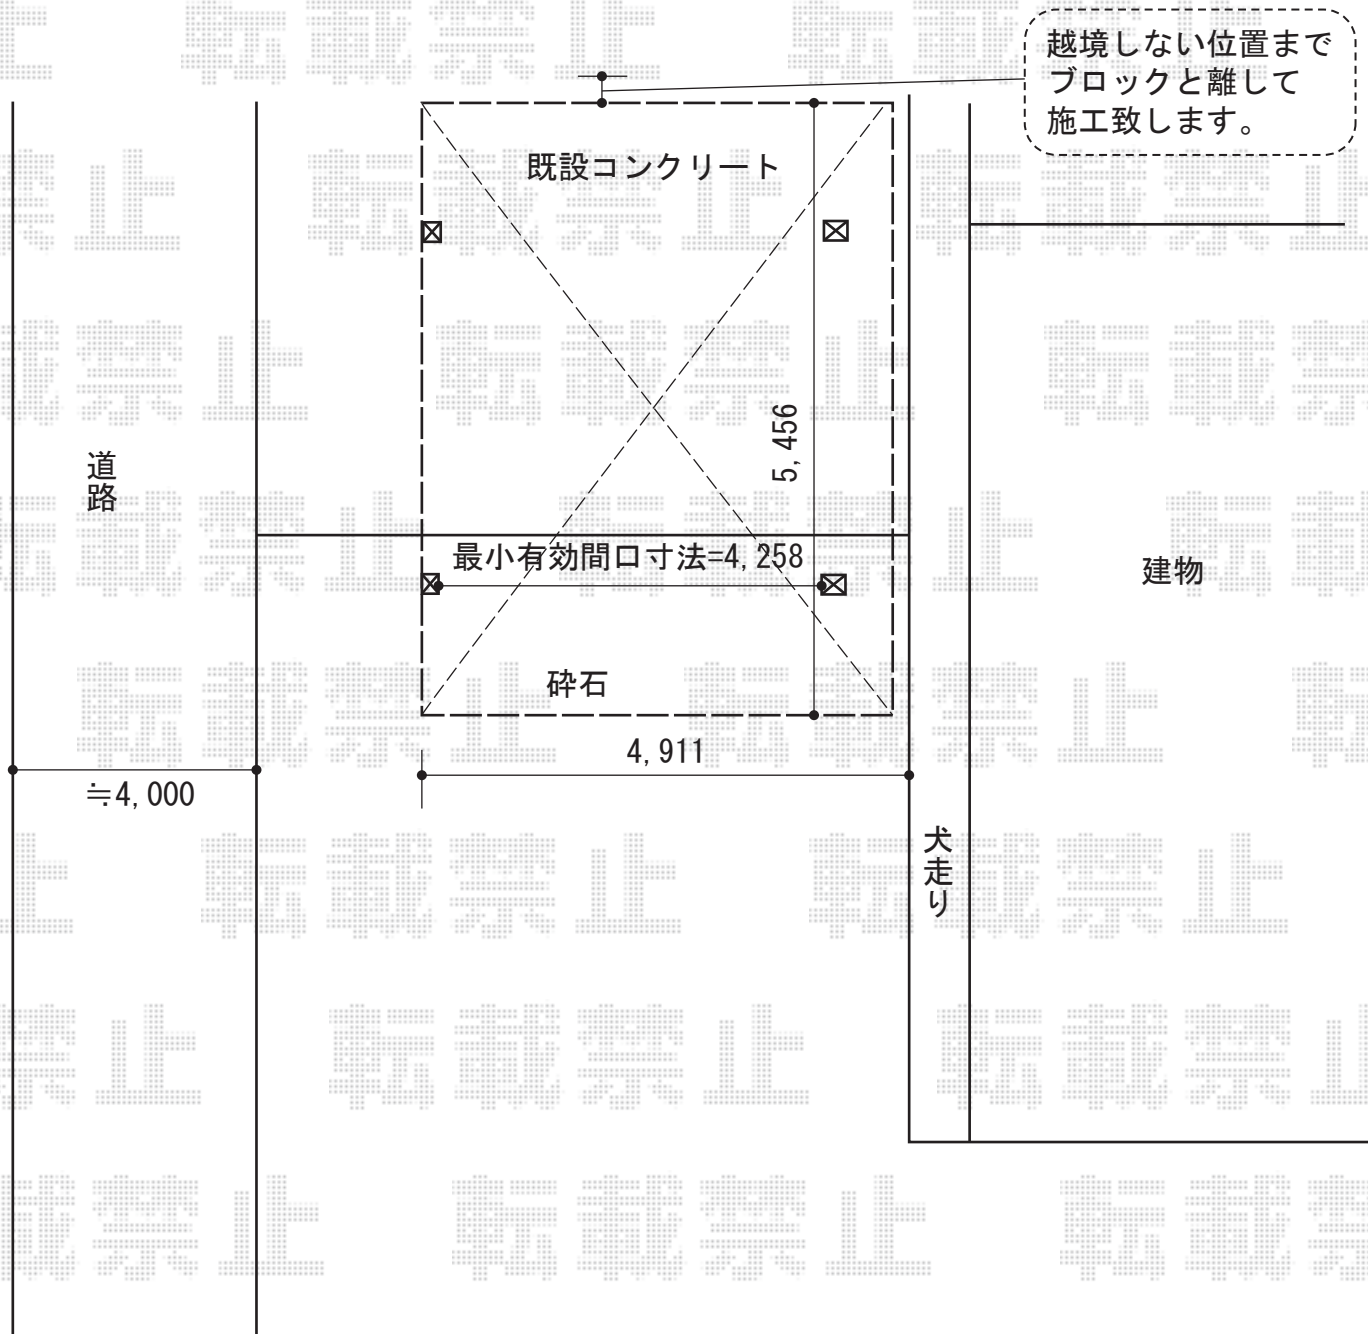 越境しない位置まで
ブロックと離して
施工致します。
既設コンクリート
5,456
道路
最小有効間口寸法=4,258
建物
砕石
4,911
≒4,000
犬走り
転載禁止